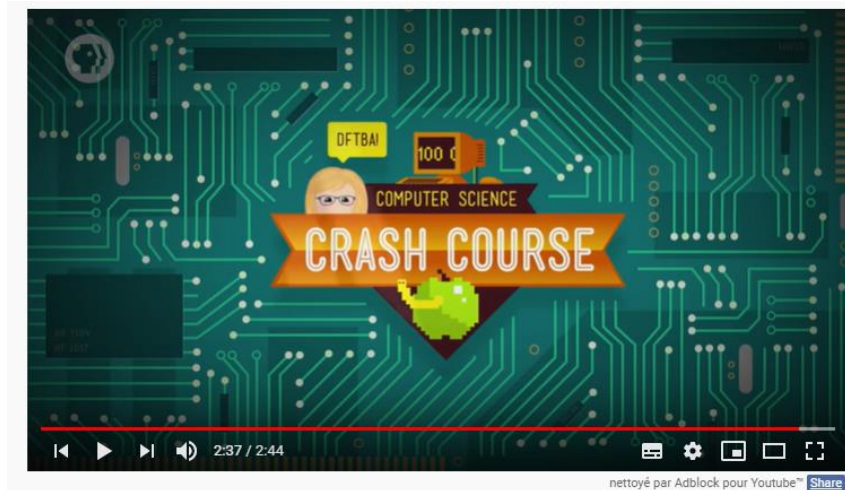 DFTBA!
100 0
COMPUTER SCIENCE
CRASH COURSE
2:37 / 2:44
nettoyé par Adblock pour Youtube™ Share